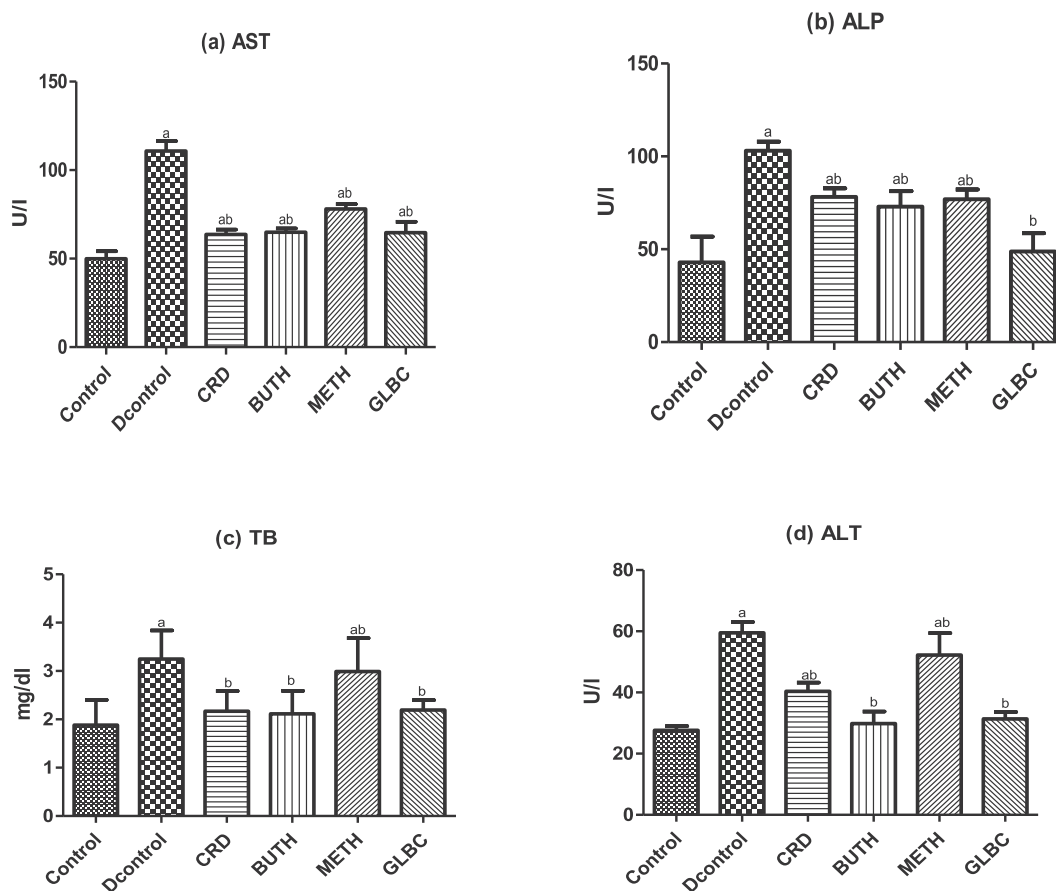 (a) AST
150
100
50
0
U/I
a
ab
ab
ab
ab
Control
Dcontrol
CRD
BUTH
METH
GLBC
(b) ALP
150
100
50
0
U/I
a
ab
ab
ab
b
Control
Dcontrol
CRD
BUTH
METH
GLBC
(c) TB
5
4
3
2
1
0
mg/dl
a
b
b
ab
b
Control
Dcontrol
CRD
BUTH
METH
GLBC
(d) ALT
80
60
40
20
0
U/I
a
ab
b
ab
b
Control
Dcontrol
CRD
BUTH
METH
GLBC